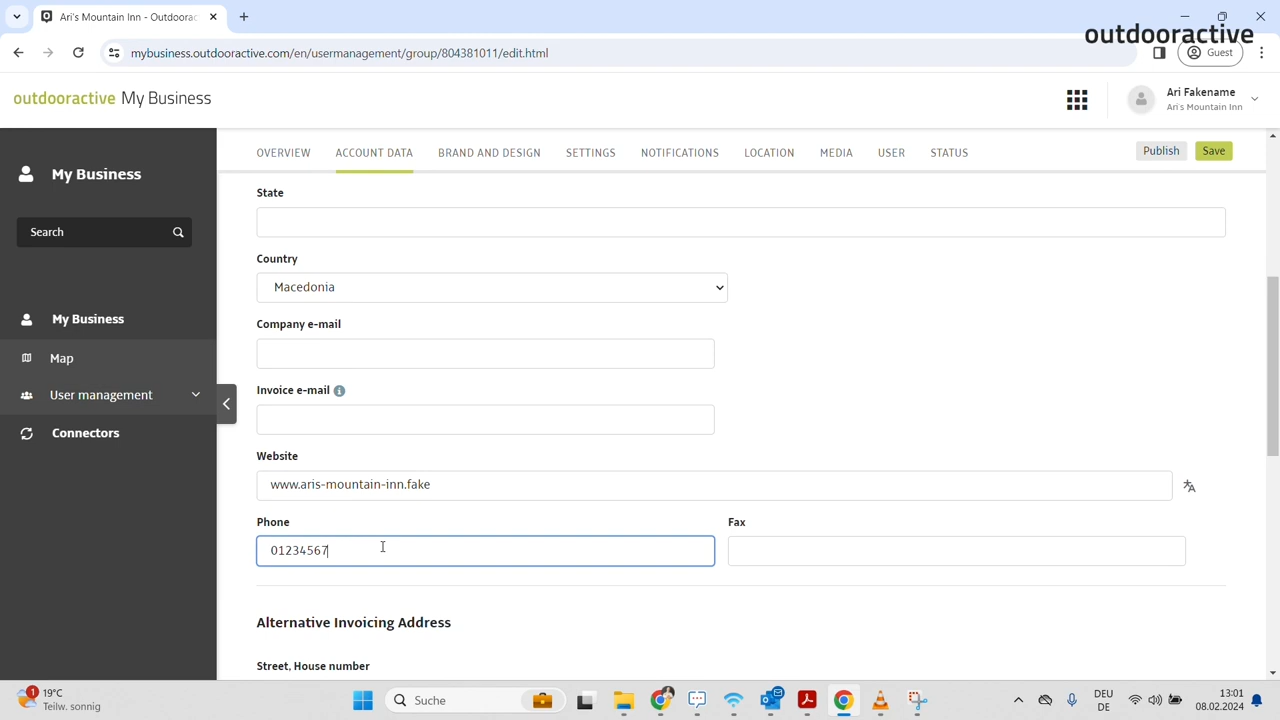 Ari's Mountain Inn - Outdoorac
outdooractive
mybusiness.outdooractive.com/en/usermanagement/group/804381011/edit.html
Guest
outdooractive My Business
Ari Fakename
Ari's Mountain Inn
My Business
Search
My Business
Map
User management
Connectors
OVERVIEW
ACCOUNT DATA
BRAND AND DESIGN
SETTINGS
NOTIFICATIONS
LOCATION
MEDIA
USER
STATUS
Publish
Save
State
Country
Macedonia
Company e-mail
Invoice e-mail
Website
www.aris-mountain-inn.fake
Phone
Fax
01234567
Alternative Invoicing Address
Street, House number
1
19°C
Teilw. sonnig
Suche
DEU
DE
13:01
08.02.2024